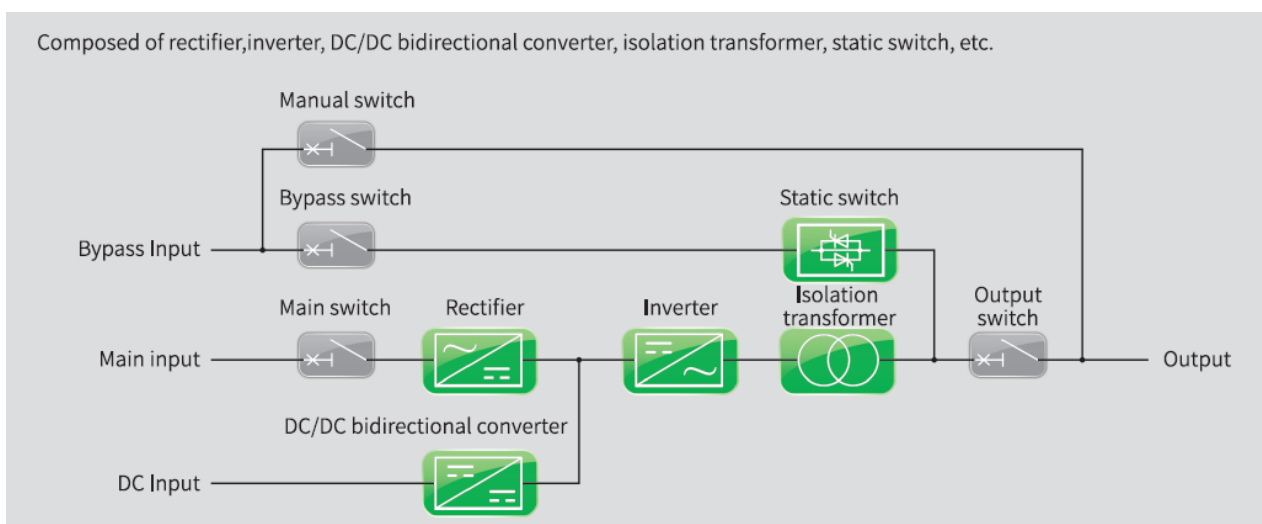 Composed of rectifier,inverter, DC/DC bidirectional converter, isolation transformer, static switch, etc.
Manual switch
Bypass switch
Static switch
Bypass Input
Main switch
Rectifier
Inverter
Isolation
transformer
Output
switch
Main input
Output
DC/DC bidirectional converter
DC Input